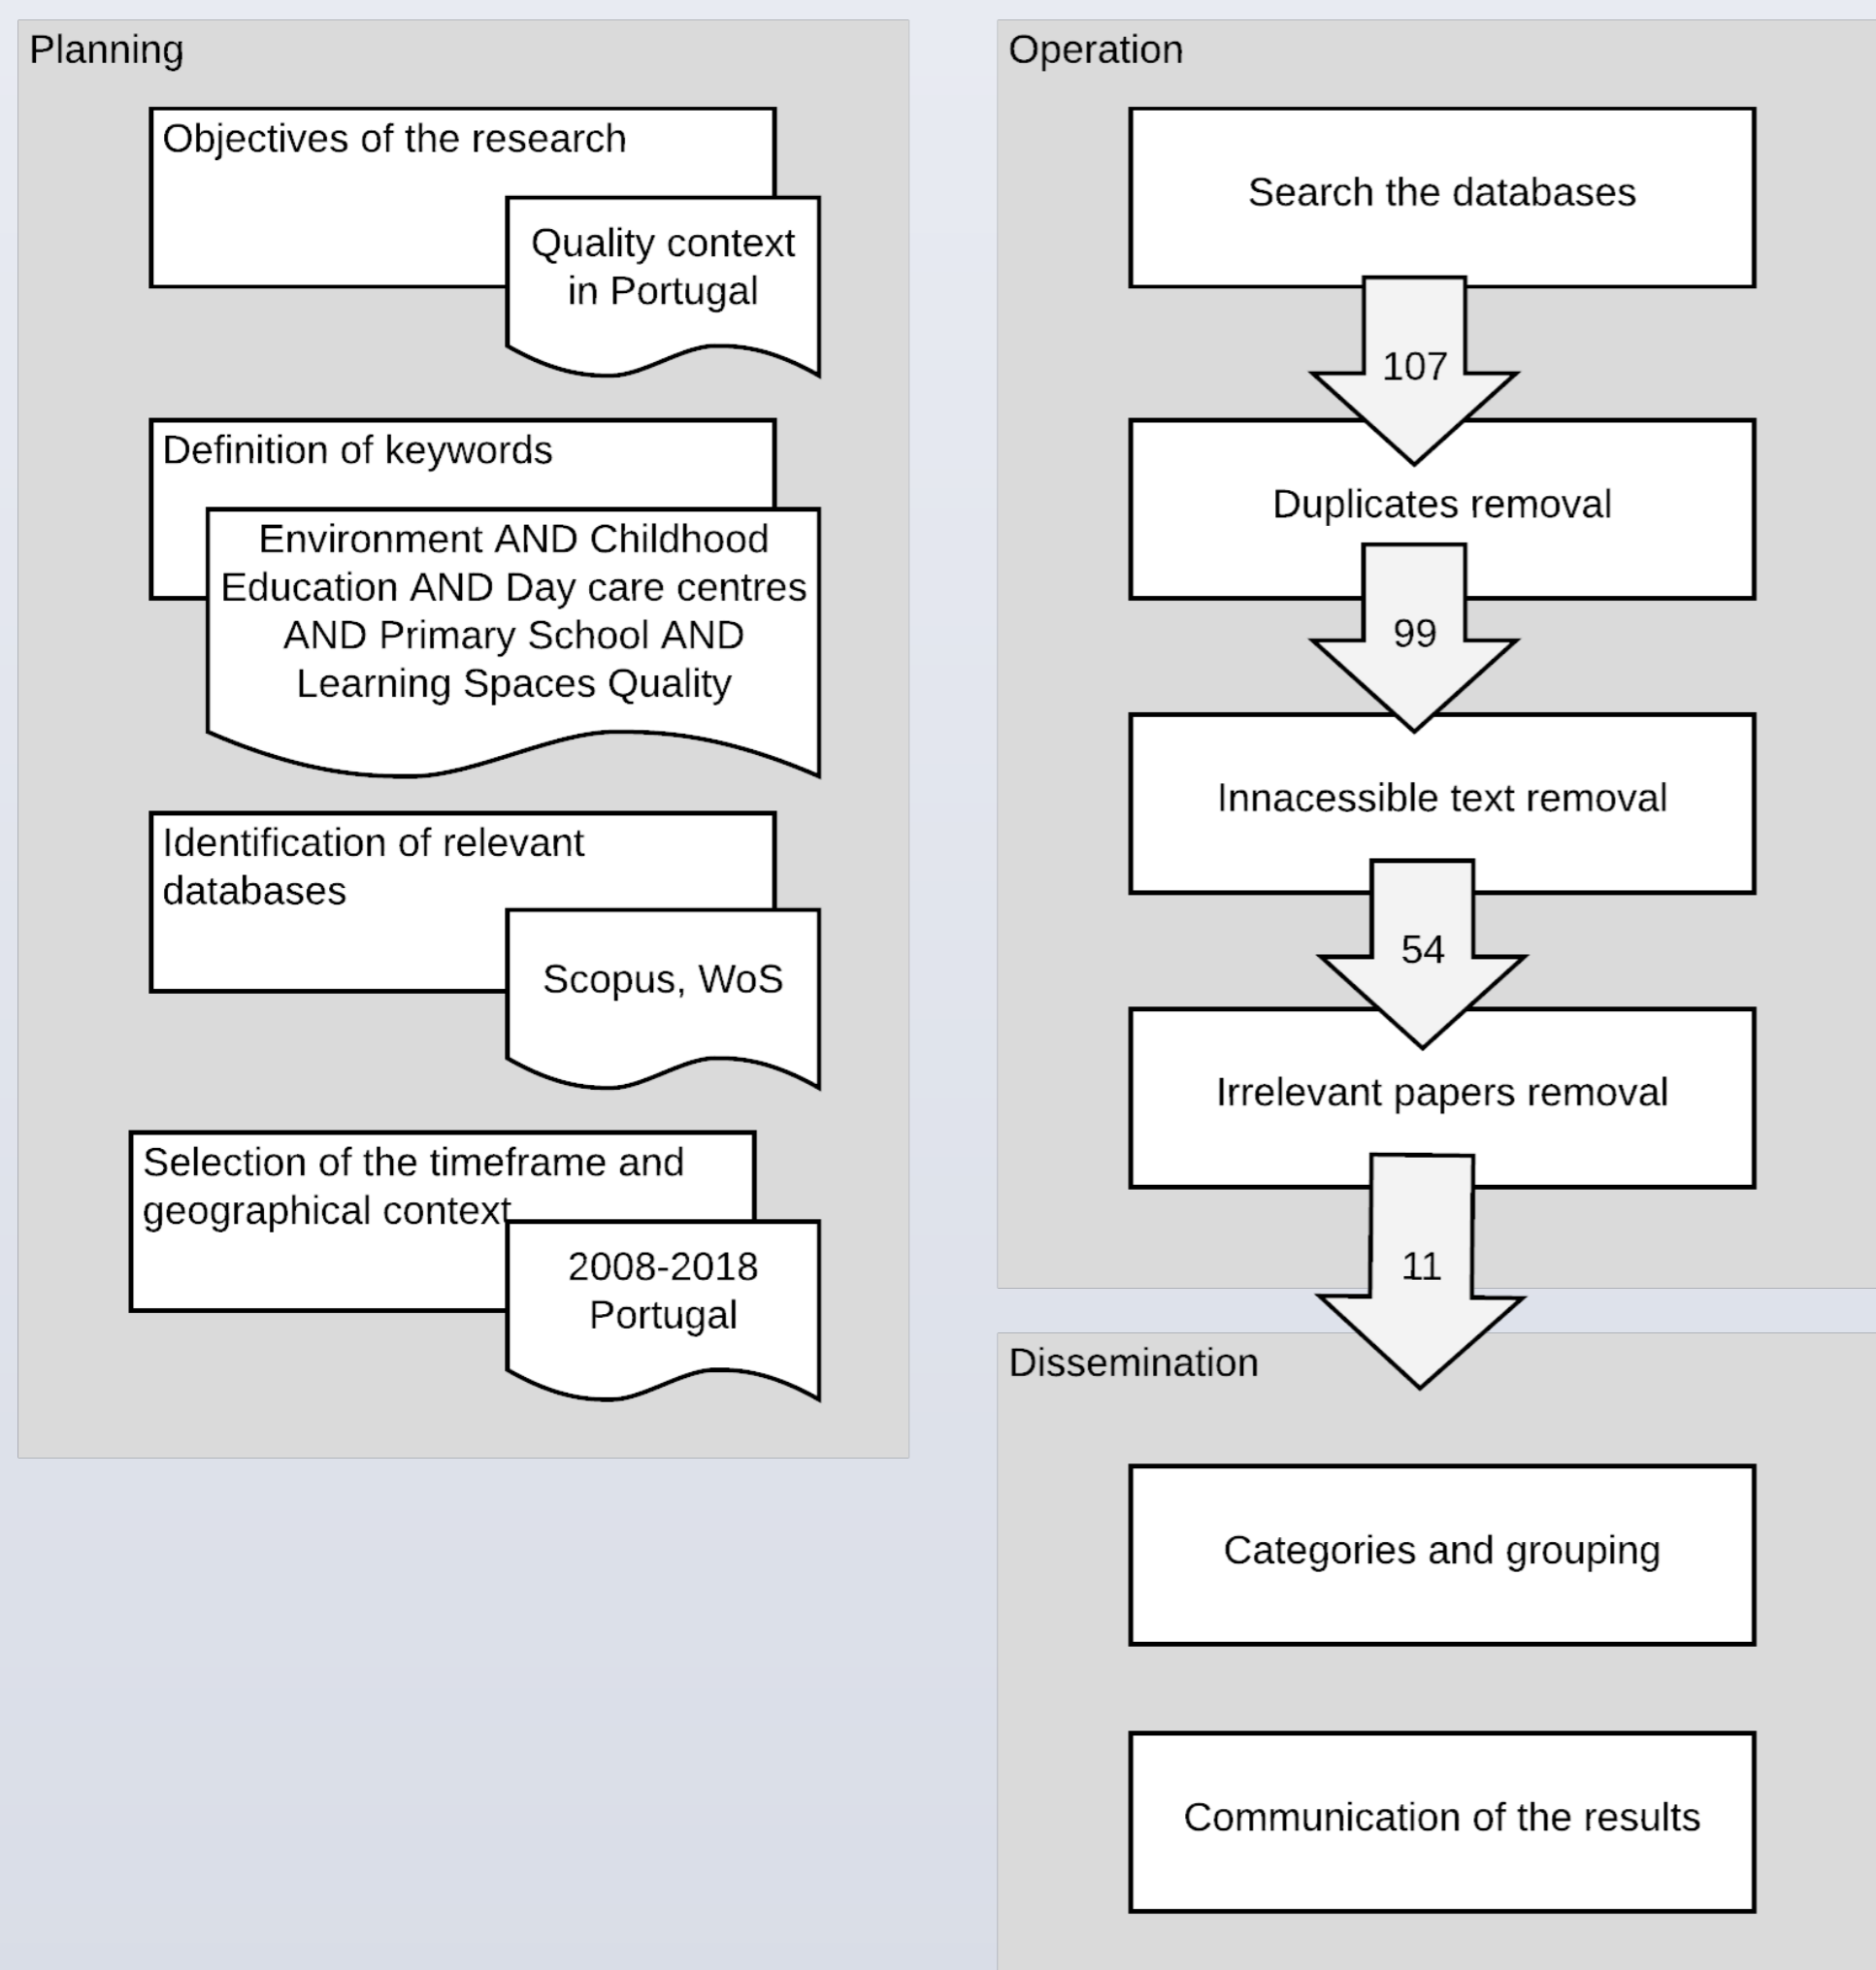 Planning
Objectives of the research
Quality context
in Portugal
Definition of keywords
Environment AND Childhood
Education AND Day care centres
AND Primary School AND
Learning Spaces Quality
Identification of relevant
databases
Scopus, WoS
Selection of the timeframe and
geographical context
2008-2018
Portugal
Operation
Search the databases
107
Duplicates removal
99
Innacessible text removal
54
Irrelevant papers removal
11
Dissemination
Categories and grouping
Communication of the results